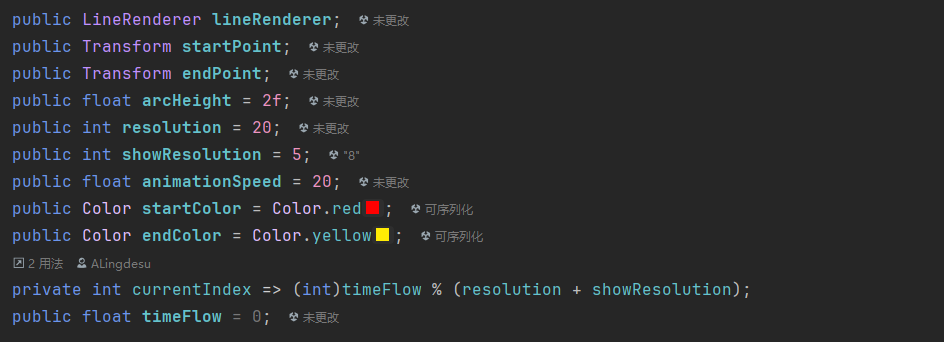 public LineRenderer lineRenderer; 未更改
public Transform startPoint; 未更改
public Transform endPoint; 未更改
public float arcHeight = 2f; 未更改
public int resolution = 20; 未更改
public int showResolution = 5; "8"
public float animationSpeed = 20; 未更改
public Color startColor = Color.red ; 可序列化
public Color endColor = Color.yellow ; 可序列化
2 用法 ALingdesu
private int currentIndex => (int)timeFlow % (resolution + showResolution);
public float timeFlow = 0; 未更改